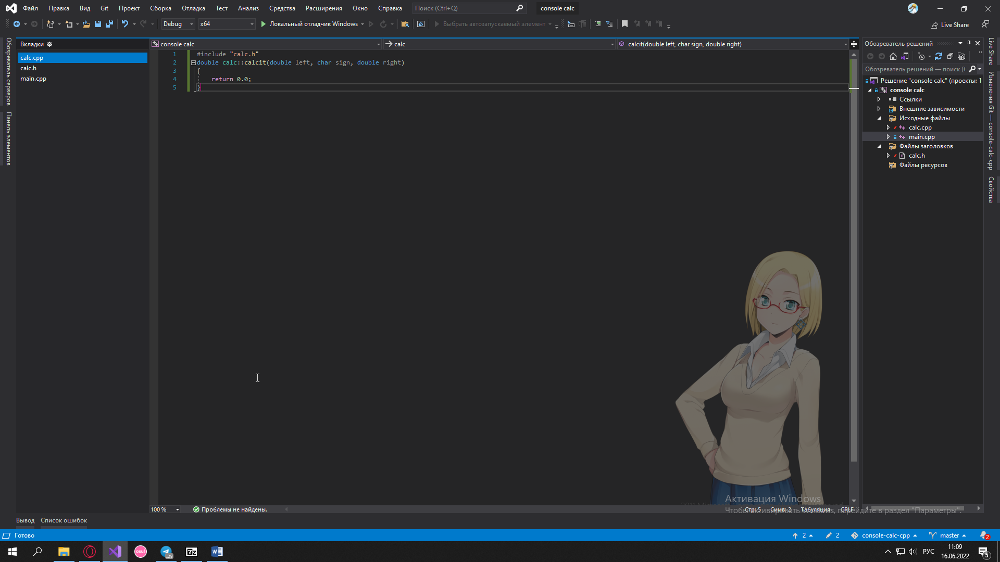 Файл Правка Вид Git Проект Сборка Отладка Тест Анализ Средства Расширения Окно Справка Поиск (Ctrl+Q) console calc
Debug x64 Локальный отладчик Windows Выбрать автозапускаемый элемент Live Share
Обозреватель серверов
Панель элементов
Вкладки
calc.cpp
calc.h
main.cpp
console calc calc calcit(double left, char sign, double right)
1 #include "calc.h"
2 double calc::calcit(double left, char sign, double right)
3 {
4 return 0.0;
5 }
Обозреватель решений
Обозреватель решений — поиск (
Решение "console calc" (проекты: 1
console calc
Ссылки
Внешние зависимости
Исходные файлы
calc.cpp
main.cpp
Файлы заголовков
calc.h
Файлы ресурсов
Live Share
Изменения Git — console-calc-cpp
Свойства
Активация Windows
Чтобы активировать Windows, перейдите в раздел "Параметры".
100 % Проблемы не найдены. Стр: 5 Симв: 2 Табуляция CRLF
Вывод Список ошибок
Готово 2 2 console-calc-cpp master 2
osu! 29 7z W РУС 11:09
16.06.2022 5